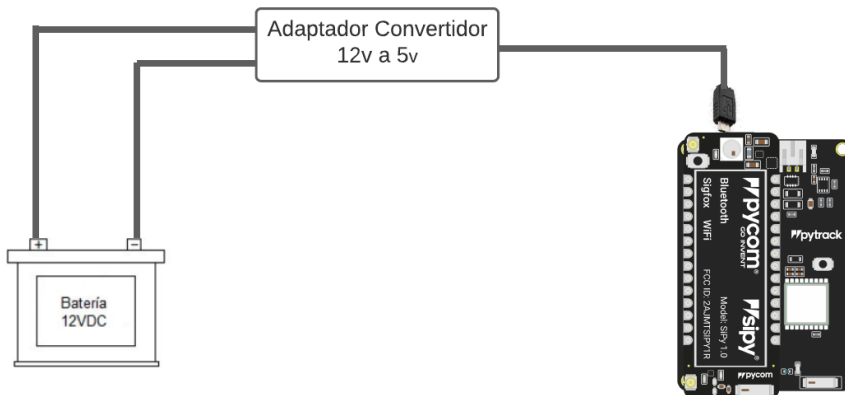 Adaptador Convertidor
12v a 5v
+
−
Batería
12VDC
pycom®
GO INVENT
Bluetooth
Sigfox WiFi
sipy®
Model: SiPy 1.0
FCC ID: 2AJMTSIPY1R
pycom
pytrack